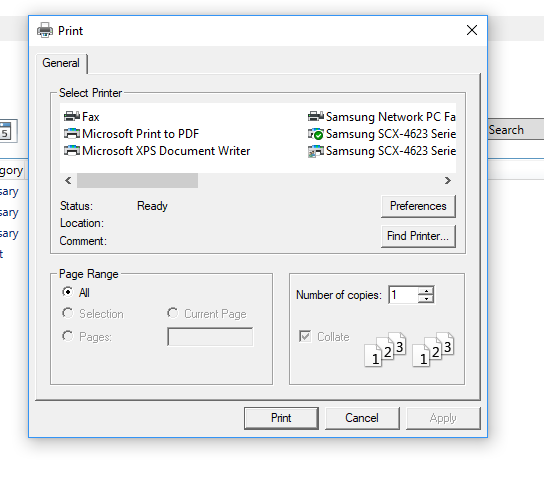 Print
General
Select Printer
Fax
Microsoft Print to PDF
Microsoft XPS Document Writer
Samsung Network PC Fa
Samsung SCX-4623 Serie
Samsung SCX-4623 Serie
Status: Ready
Location:
Comment:
Preferences
Find Printer...
Page Range
All
Selection
Current Page
Pages:
Number of copies: 1
Collate
1 2 3 1 2 3
Print
Cancel
Apply
5
Search
gory
sary
sary
sary
t